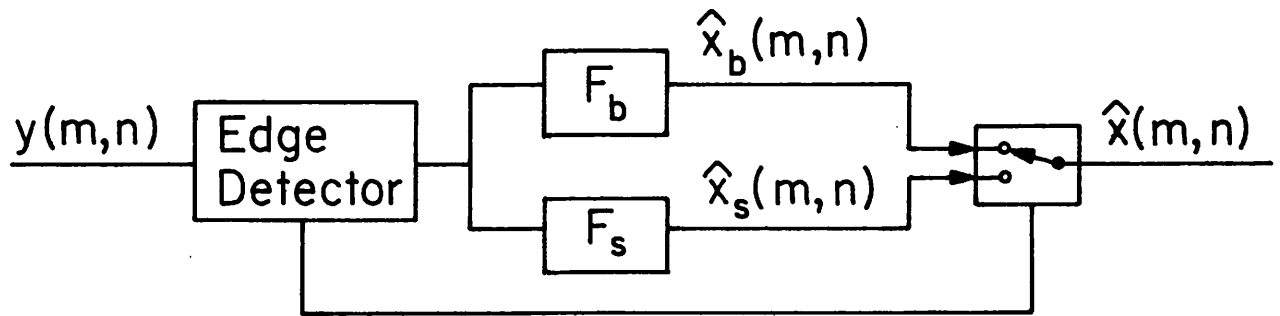 y(m,n)
Edge
Detector
F_b
x̂_b(m,n)
F_s
x̂_s(m,n)
x̂(m,n)